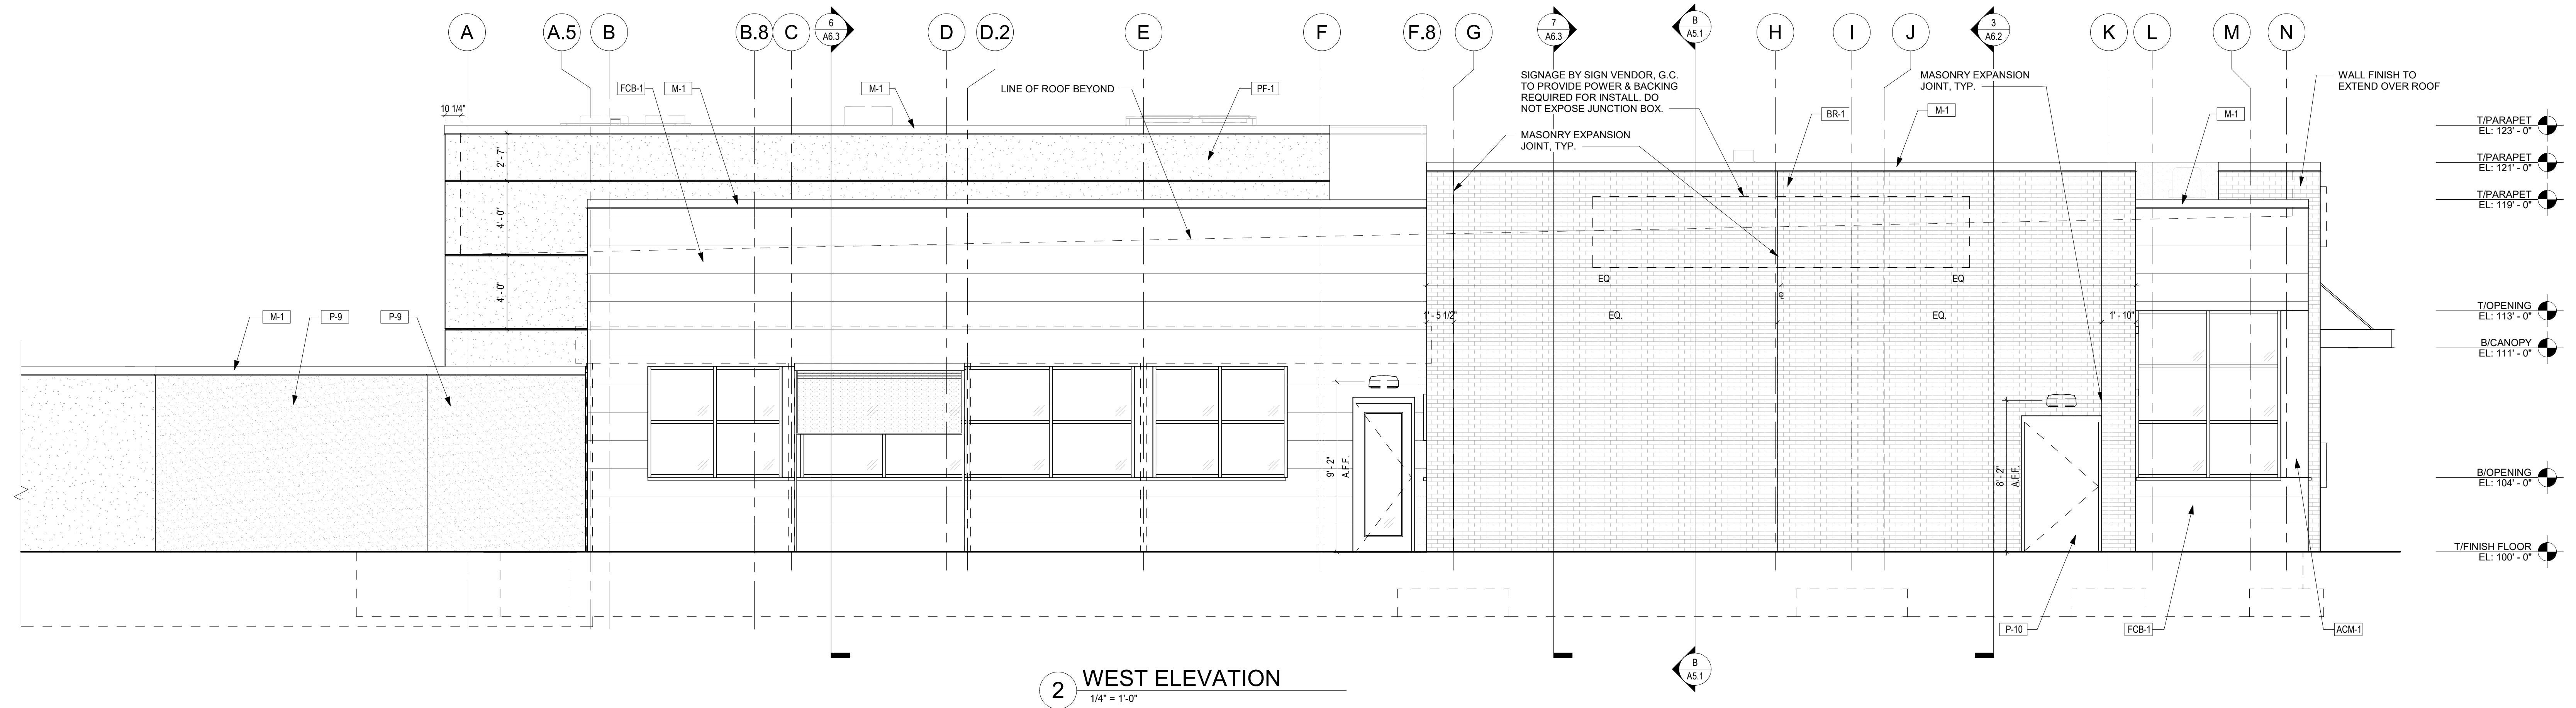 A
A.5
B
B.8
C
6
A6.3
D
D.2
E
F
F.8
G
7
A6.3
B
A5.1
H
I
J
3
A6.2
K
L
M
N
FCB-1
M-1
M-1
LINE OF ROOF BEYOND
PF-1
SIGNAGE BY SIGN VENDOR, G.C.
TO PROVIDE POWER & BACKING
REQUIRED FOR INSTALL. DO
NOT EXPOSE JUNCTION BOX.
MASONRY EXPANSION
JOINT, TYP.
BR-1
M-1
MASONRY EXPANSION
JOINT, TYP.
M-1
WALL FINISH TO
EXTEND OVER ROOF
10 1/4"
2' - 7"
4' - 0"
4' - 0"
T/PARAPET
EL: 123' - 0"
T/PARAPET
EL: 121' - 0"
T/PARAPET
EL: 119' - 0"
T/OPENING
EL: 113' - 0"
B/CANOPY
EL: 111' - 0"
B/OPENING
EL: 104' - 0"
T/FINISH FLOOR
EL: 100' - 0"
EQ
EQ
℄
1' - 5 1/2"
EQ.
EQ.
1' - 10"
M-1
P-9
P-9
9' - 2"
A.F.F.
8' - 2"
A.F.F.
P-10
FCB-1
ACM-1
B
A5.1
2
WEST ELEVATION
1/4" = 1'-0"